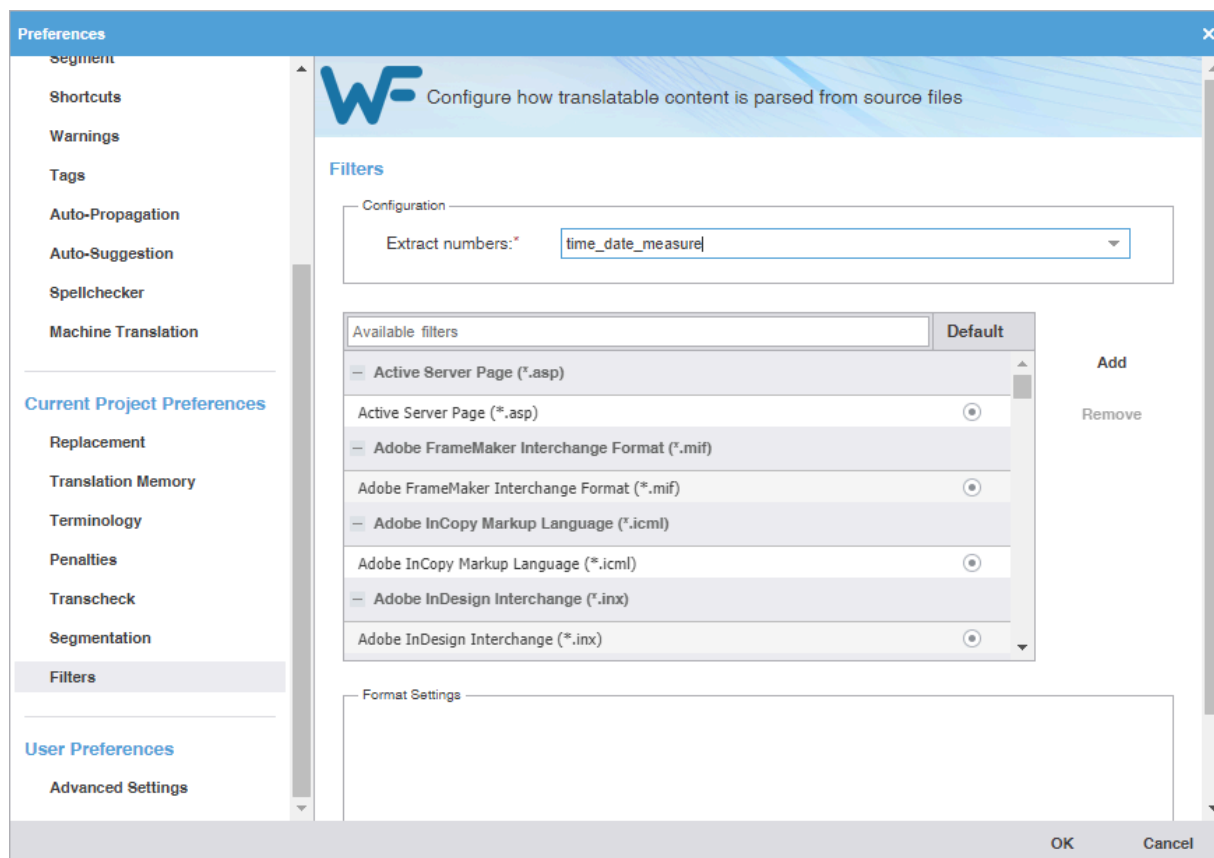 Preferences
Segment
Shortcuts
Warnings
Tags
Auto-Propagation
Auto-Suggestion
Spellchecker
Machine Translation
Current Project Preferences
Replacement
Translation Memory
Terminology
Penalties
Transcheck
Segmentation
Filters
User Preferences
Advanced Settings
WF
Configure how translatable content is parsed from source files
Filters
Configuration
Extract numbers:* time_date_measure
Available filters Default
Active Server Page (*.asp)
Active Server Page (*.asp)
Adobe FrameMaker Interchange Format (*.mif)
Adobe FrameMaker Interchange Format (*.mif)
Adobe InCopy Markup Language (*.icml)
Adobe InCopy Markup Language (*.icml)
Adobe InDesign Interchange (*.inx)
Adobe InDesign Interchange (*.inx)
Add
Remove
Format Settings
OK Cancel